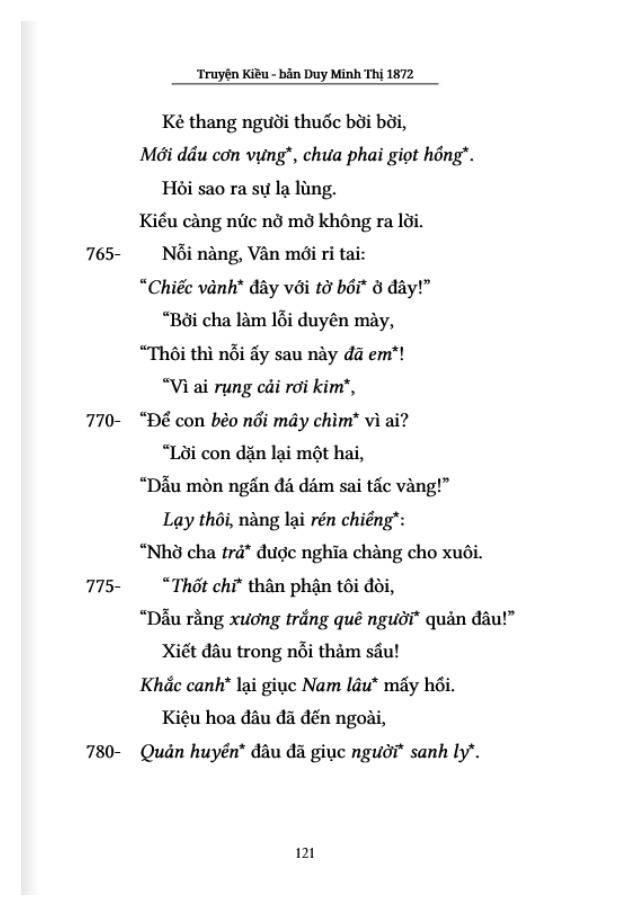 Truyện Kiều - bản Duy Minh Thị 1872
Kẻ thang người thuốc bời bời,
Mới dầu cơn vựng*, chưa phai giọt hồng*.
Hỏi sao ra sự lạ lùng.
Kiều càng nức nở mở không ra lời.
765- Nỗi nàng, Vân mới rỉ tai:
“Chiếc vành* đây với tờ bồi* ở đây!”
“Bởi cha làm lỗi duyên mày,
“Thôi thì nỗi ấy sau này đã em*!
“Vì ai rụng cải rơi kim*,
770- “Để con bèo nổi mây chìm* vì ai?
“Lời con dặn lại một hai,
“Dẫu mòn ngấn đá dám sai tấc vàng!”
Lạy thôi, nàng lại rén chiềng*:
“Nhờ cha trả* được nghĩa chàng cho xuôi.
775- “Thốt chi* thân phận tôi đòi,
“Dẫu rằng xương trắng quê người* quản đâu!”
Xiết đâu trong nỗi thảm sầu!
Khắc canh* lại giục Nam lâu* mấy hồi.
Kiệu hoa đâu đã đến ngoài,
780- Quản huyền* đâu đã giục người* sanh ly*.
121